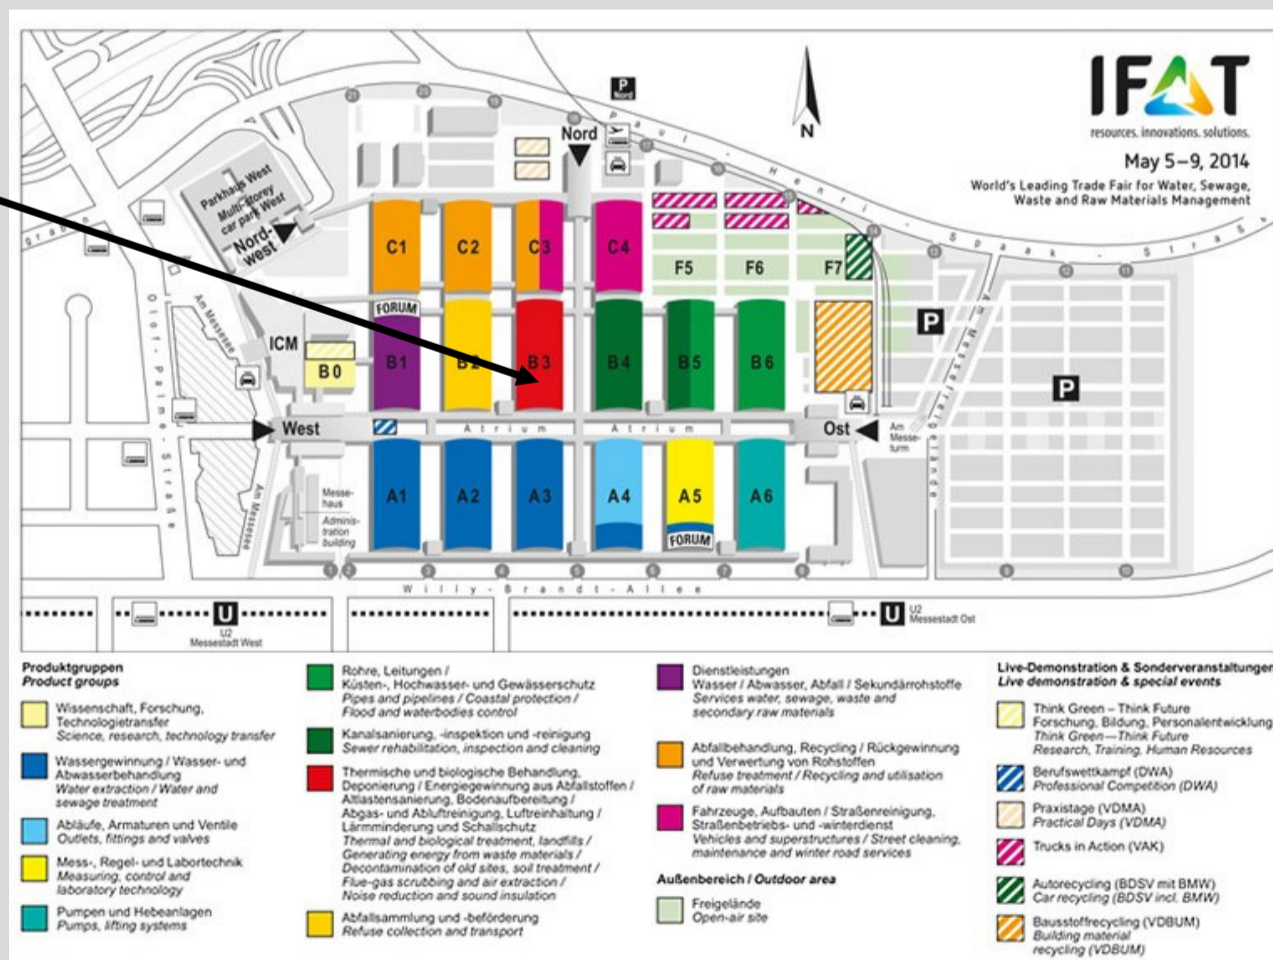 IFAT
resources. innovations. solutions.
May 5–9, 2014
World's Leading Trade Fair for Water, Sewage,
Waste and Raw Materials Management
P
Nord
N
Nord
Paul-Henri-Spaak-Straß
Parkhaus West
Multi-storey
car park West
Nord-
west
C1
C2
C3
C4
F5
F6
F7
FORUM
ICM
B0
B1
B2
B3
B4
B5
B6
P
P
West
Atrium
Atrium
Ost
Am
Messe-
turm
Am Messesee
Olof-Palme-Straße
Am Messesee
Am Messefreigelände
Messe-
haus
Adminis-
tration
building
A1
A2
A3
A4
A5
A6
FORUM
Willy-Brandt-Allee
U
U2
Messestadt West
U
U2
Messestadt Ost
Produktgruppen
Product groups
Wissenschaft, Forschung,
Technologietransfer
Science, research, technology transfer
Wassergewinnung / Wasser- und
Abwasserbehandlung
Water extraction / Water and
sewage treatment
Abläufe, Armaturen und Ventile
Outlets, fittings and valves
Mess-, Regel- und Labortechnik
Measuring, control and
laboratory technology
Pumpen und Hebeanlagen
Pumps, lifting systems
Rohre, Leitungen /
Küsten-, Hochwasser- und Gewässerschutz
Pipes and pipelines / Coastal protection /
Flood and waterbodies control
Kanalsanierung, -inspektion und -reinigung
Sewer rehabilitation, inspection and cleaning
Thermische und biologische Behandlung,
Deponierung / Energiegewinnung aus Abfallstoffen /
Altlastensanierung, Bodenaufbereitung /
Abgas- und Abluftreinigung, Luftreinhaltung /
Lärmminderung und Schallschutz
Thermal and biological treatment, landfills /
Generating energy from waste materials /
Decontamination of old sites, soil treatment /
Flue-gas scrubbing and air extraction /
Noise reduction and sound insulation
Abfallsammlung und -beförderung
Refuse collection and transport
Dienstleistungen
Wasser / Abwasser, Abfall / Sekundärrohstoffe
Services water, sewage, waste and
secondary raw materials
Abfallbehandlung, Recycling / Rückgewinnung
und Verwertung von Rohstoffen
Refuse treatment / Recycling and utilisation
of raw materials
Fahrzeuge, Aufbauten / Straßenreinigung,
Straßenbetriebs- und -winterdienst
Vehicles and superstructures / Street cleaning,
maintenance and winter road services
Außenbereich / Outdoor area
Freigelände
Open-air site
Live-Demonstration & Sonderveranstaltungen
Live demonstration & special events
Think Green – Think Future
Forschung, Bildung, Personalentwicklung
Think Green—Think Future
Research, Training, Human Resources
Berufswettkampf (DWA)
Professional Competition (DWA)
Praxistage (VDMA)
Practical Days (VDMA)
Trucks in Action (VAK)
Autorecycling (BDSV mit BMW)
Car recycling (BDSV incl. BMW)
Baustoffrecycling (VDBUM)
Building material
recycling (VDBUM)